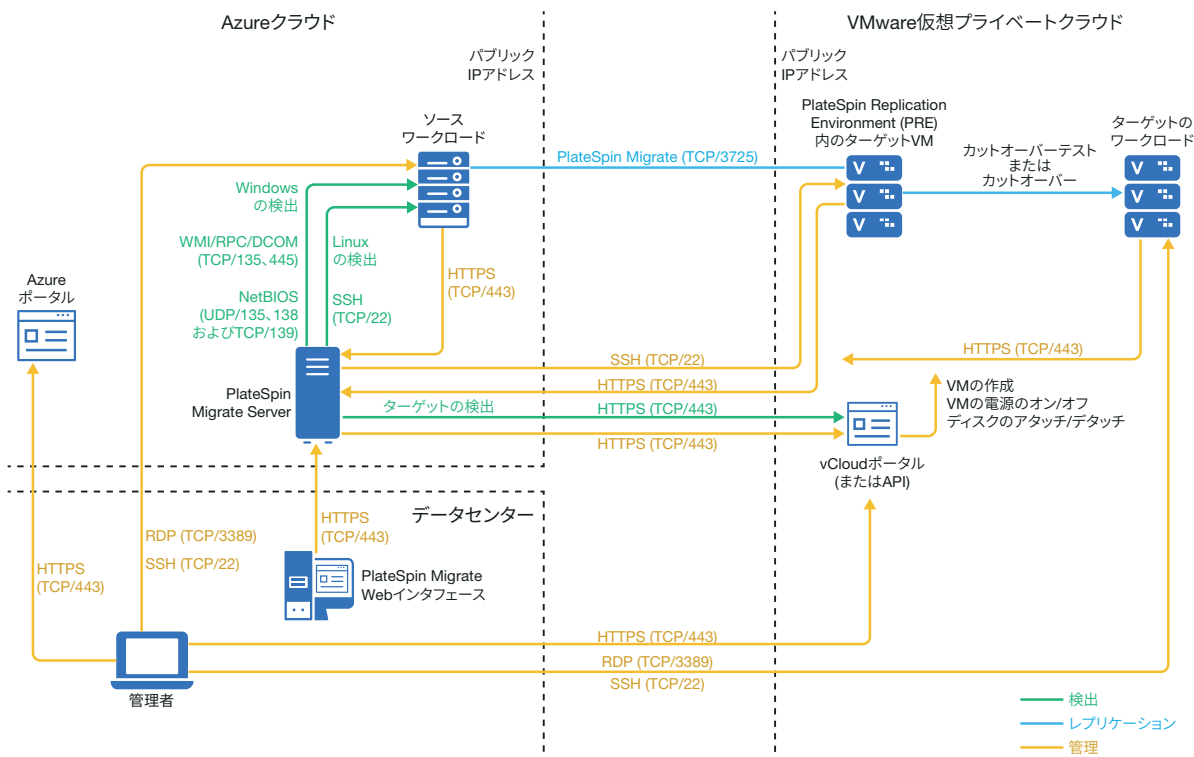 Azureクラウド
VMware仮想プライベートクラウド
パブリック
IPアドレス
パブリック
IPアドレス
ソース
ワークロード
PlateSpin Replication
Environment (PRE)
内のターゲットVM
ターゲットの
ワークロード
PlateSpin Migrate (TCP/3725)
カットオーバーテスト
または
カットオーバー
Windows
の検出
WMI/RPC/DCOM
(TCP/135、445)
Linux
の検出
NetBIOS
(UDP/135、138
およびTCP/139)
SSH
(TCP/22)
HTTPS
(TCP/443)
Azure
ポータル
PlateSpin
Migrate Server
SSH (TCP/22)
HTTPS (TCP/443)
HTTPS (TCP/443)
ターゲットの検出
HTTPS (TCP/443)
HTTPS (TCP/443)
VMの作成
VMの電源のオン/オフ
ディスクのアタッチ/デタッチ
vCloudポータル
(またはAPI)
データセンター
HTTPS
(TCP/443)
RDP (TCP/3389)
SSH (TCP/22)
HTTPS
(TCP/443)
PlateSpin Migrate
Webインタフェース
HTTPS (TCP/443)
RDP (TCP/3389)
SSH (TCP/22)
管理者
検出
レプリケーション
管理